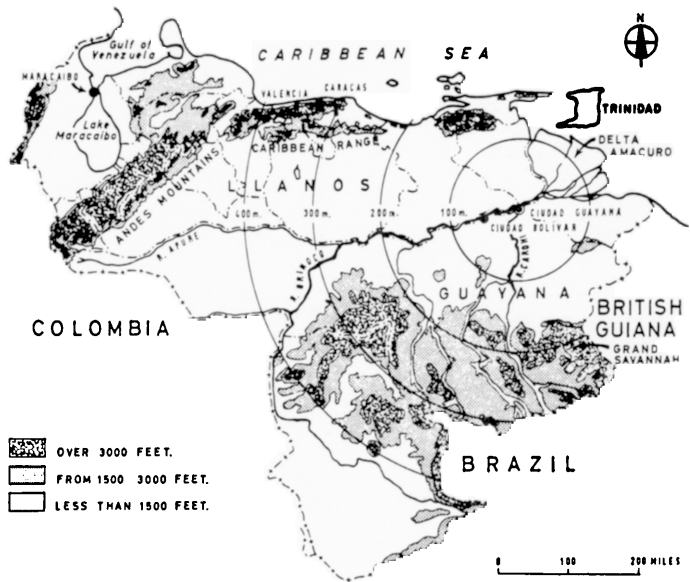 N
Gulf of
Venezuela
CARIBBEAN SEA
MARACAIBO
VALENCIA CARACAS
TRINIDAD
Lake
Maracaibo
CARIBBEAN RANGES
DELTA
AMACURO
ANDES MOUNTAINS
LLANOS
400m. 300m. 200m. 100m.
CIUDAD GUAYANA
CIUDAD BOLÍVAR
R. APURE
R. ORINOCO
R. CARONI
GUAYANA
BRITISH
GUIANA
COLOMBIA
GRAND
SAVANNAH
OVER 3000 FEET.
FROM 1500 3000 FEET.
LESS THAN 1500 FEET.
BRAZIL
0 100 200 MILES